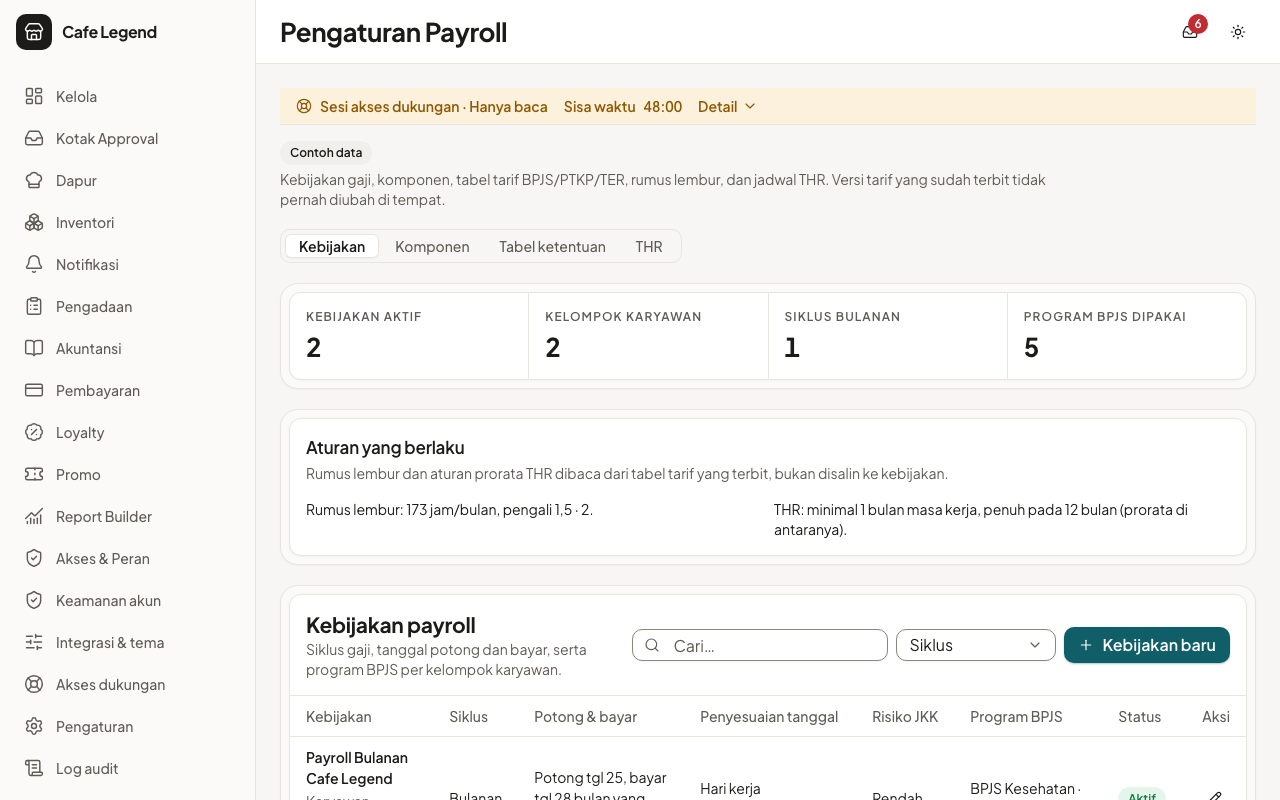 Cafe Legend
Kelola
Kotak Approval
Dapur
Inventori
Notifikasi
Pengadaan
Akuntansi
Pembayaran
Loyalty
Promo
Report Builder
Akses & Peran
Keamanan akun
Integrasi & tema
Akses dukungan
Pengaturan
Log audit
Pengaturan Payroll
6
Sesi akses dukungan · Hanya baca Sisa waktu 48:00 Detail
Contoh data
Kebijakan gaji, komponen, tabel tarif BPJS/PTKP/TER, rumus lembur, dan jadwal THR. Versi tarif yang sudah terbit tidak
pernah diubah di tempat.
Kebijakan Komponen Tabel ketentuan THR
KEBIJAKAN AKTIF
2
KELOMPOK KARYAWAN
2
SIKLUS BULANAN
1
PROGRAM BPJS DIPAKAI
5
Aturan yang berlaku
Rumus lembur dan aturan prorata THR dibaca dari tabel tarif yang terbit, bukan disalin ke kebijakan.
Rumus lembur: 173 jam/bulan, pengali 1,5 · 2.
THR: minimal 1 bulan masa kerja, penuh pada 12 bulan (prorata di
antaranya).
Kebijakan payroll
Siklus gaji, tanggal potong dan bayar, serta
program BPJS per kelompok karyawan.
Cari...
Siklus
Kebijakan baru
Kebijakan Siklus Potong & bayar Penyesuaian tanggal Risiko JKK Program BPJS Status Aksi
Payroll Bulanan
Cafe Legend
Karyawan
Bulanan
Potong tgl 25, bayar
tgl 28 bulan yang
Hari kerja
Rendah
BPJS Kesehatan ·
Aktif